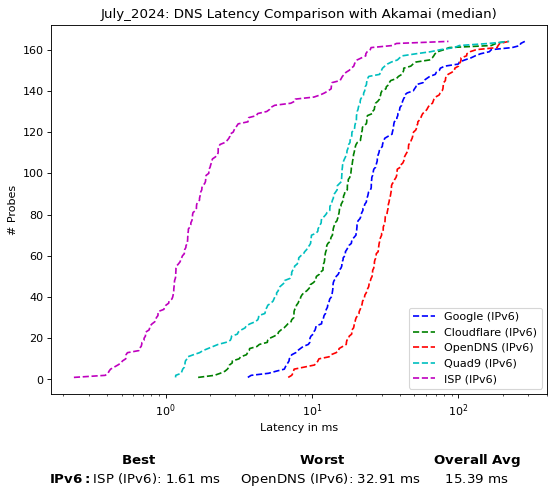 July_2024: DNS Latency Comparison with Akamai (median)
160
140
120
100
80
60
40
20
0
# Probes
Google (IPv6)
Cloudflare (IPv6)
OpenDNS (IPv6)
Quad9 (IPv6)
ISP (IPv6)
10⁰ 10¹ 10²
Latency in ms
Best Worst Overall Avg
IPv6: ISP (IPv6): 1.61 ms OpenDNS (IPv6): 32.91 ms 15.39 ms